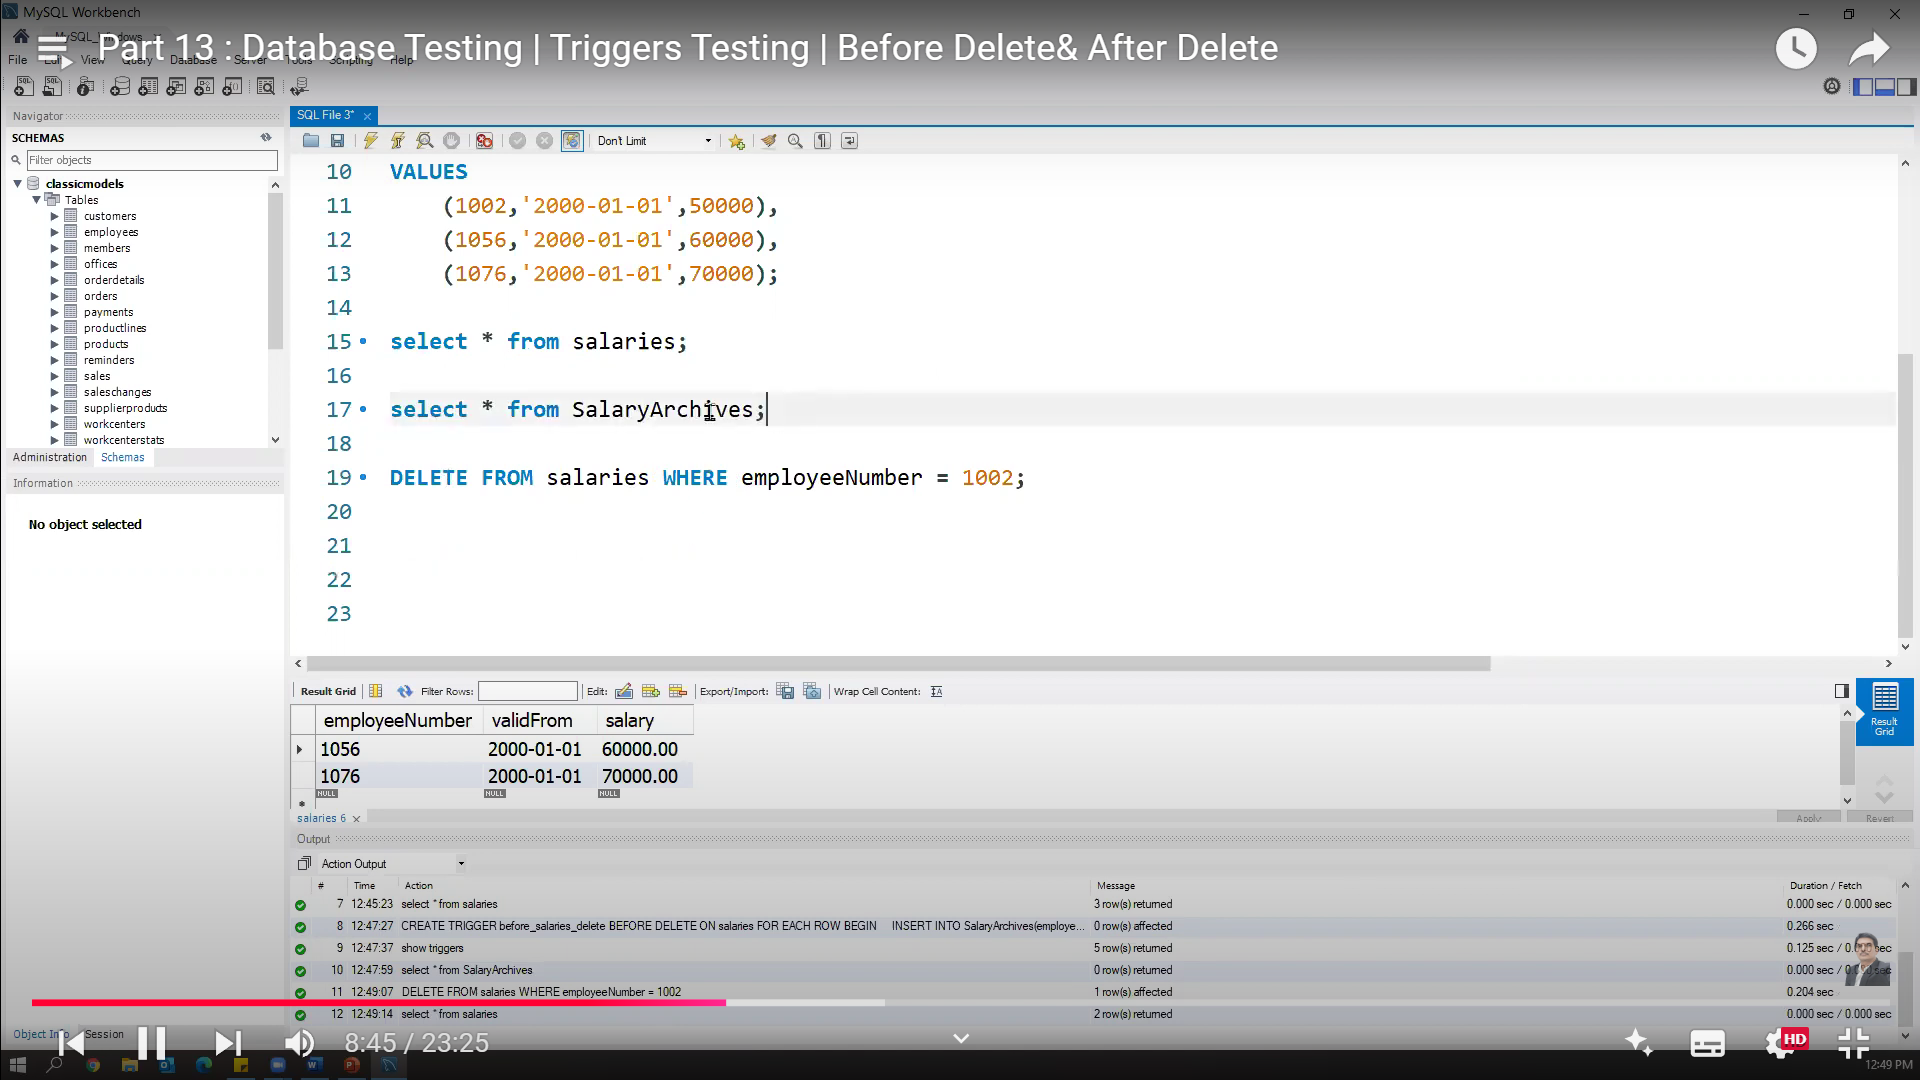 MySQL Workbench
Part 13 : Database Testing | Triggers Testing | Before Delete& After Delete
MySQL_Windows
File Edit View Query Database Server Tools Scripting Help
Navigator
SCHEMAS
Filter objects
classicmodels
Tables
customers
employees
members
offices
orderdetails
orders
payments
productlines
products
reminders
sales
saleschanges
supplierproducts
workcenters
workcenterstats
Administration Schemas
Information
No object selected
SQL File 3*
Don't Limit
10 VALUES
11 (1002,'2000-01-01',50000),
12 (1056,'2000-01-01',60000),
13 (1076,'2000-01-01',70000);
14
15 select * from salaries;
16
17 select * from SalaryArchives;
18
19 DELETE FROM salaries WHERE employeeNumber = 1002;
20
21
22
23
Result Grid Filter Rows: Edit: Export/Import: Wrap Cell Content:
employeeNumber validFrom salary
1056 2000-01-01 60000.00
1076 2000-01-01 70000.00
NULL NULL NULL
Result Grid
salaries 6
Apply Revert
Output
Action Output
# Time Action Message Duration / Fetch
7 12:45:23 select * from salaries 3 row(s) returned 0.000 sec / 0.000 sec
8 12:47:27 CREATE TRIGGER before_salaries_delete BEFORE DELETE ON salaries FOR EACH ROW BEGIN INSERT INTO SalaryArchives(employe... 0 row(s) affected 0.266 sec
9 12:47:37 show triggers 5 row(s) returned 0.125 sec
10 12:47:59 select * from SalaryArchives 0 row(s) returned 0.000 sec
11 12:49:07 DELETE FROM salaries WHERE employeeNumber = 1002 1 row(s) affected 0.204 sec
12 12:49:14 select * from salaries 2 row(s) returned 0.000 sec / 0.000 sec
Object Info Session
8:45 / 23:25
HD
12:49 PM